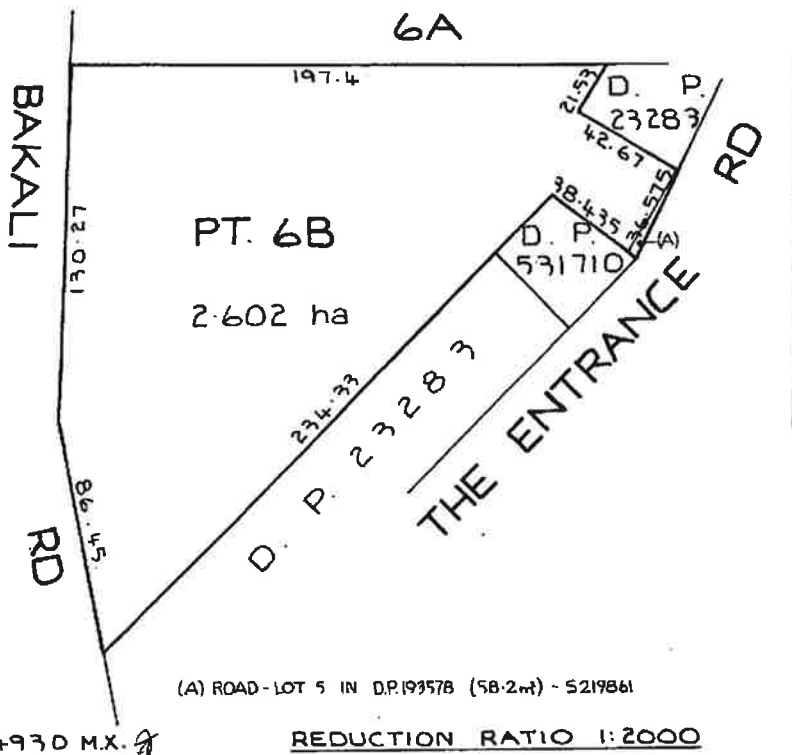 6A
197.4
21.53
D. P.
23283
42.67
RD
BAKALI
130.27
PT. 6B
2.602 ha
38.435
36.575
(A)
D. P.
531710
THE ENTRANCE
234.33
D. P. 23283
86.45
RD
(A) ROAD-LOT 5 IN D.P.193578 (58.2m²) - S219861
+930 M.X.
REDUCTION RATIO 1:2000